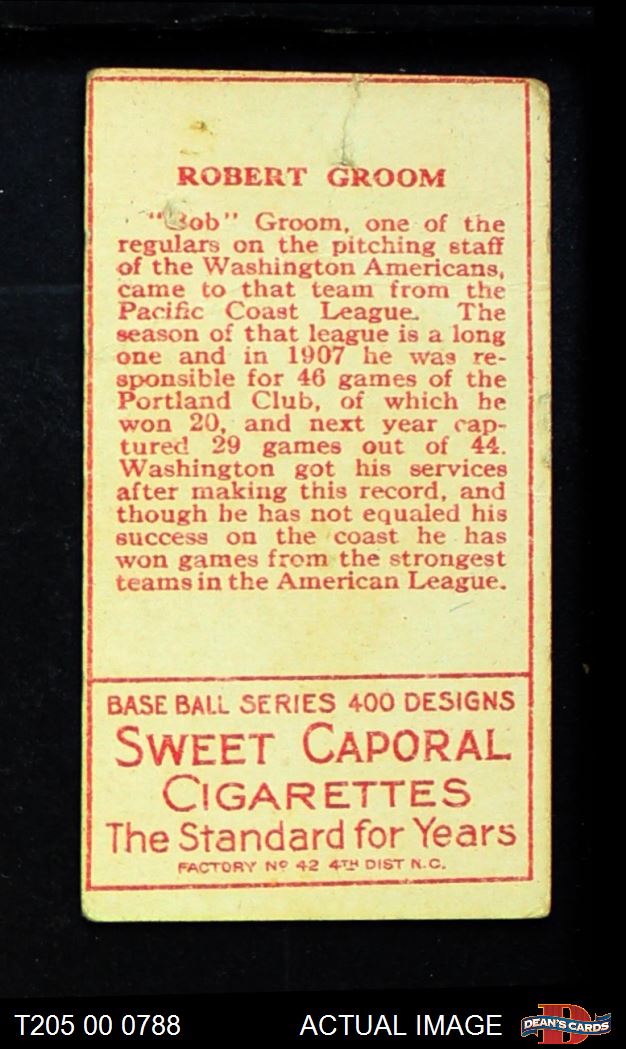 ROBERT GROOM
"Bob" Groom, one of the
regulars on the pitching staff
of the Washington Americans,
came to that team from the
Pacific Coast League. The
season of that league is a long
one and in 1907 he was re-
sponsible for 46 games of the
Portland Club, of which he
won 20, and next year cap-
tured 29 games out of 44.
Washington got his services
after making this record, and
though he has not equaled his
success on the coast he has
won games from the strongest
teams in the American League.
BASE BALL SERIES 400 DESIGNS
SWEET CAPORAL
CIGARETTES
The Standard for Years
FACTORY Nº 42 4TH DIST N.C.
T205 00 0788
ACTUAL IMAGE
D
DEAN'S CARDS